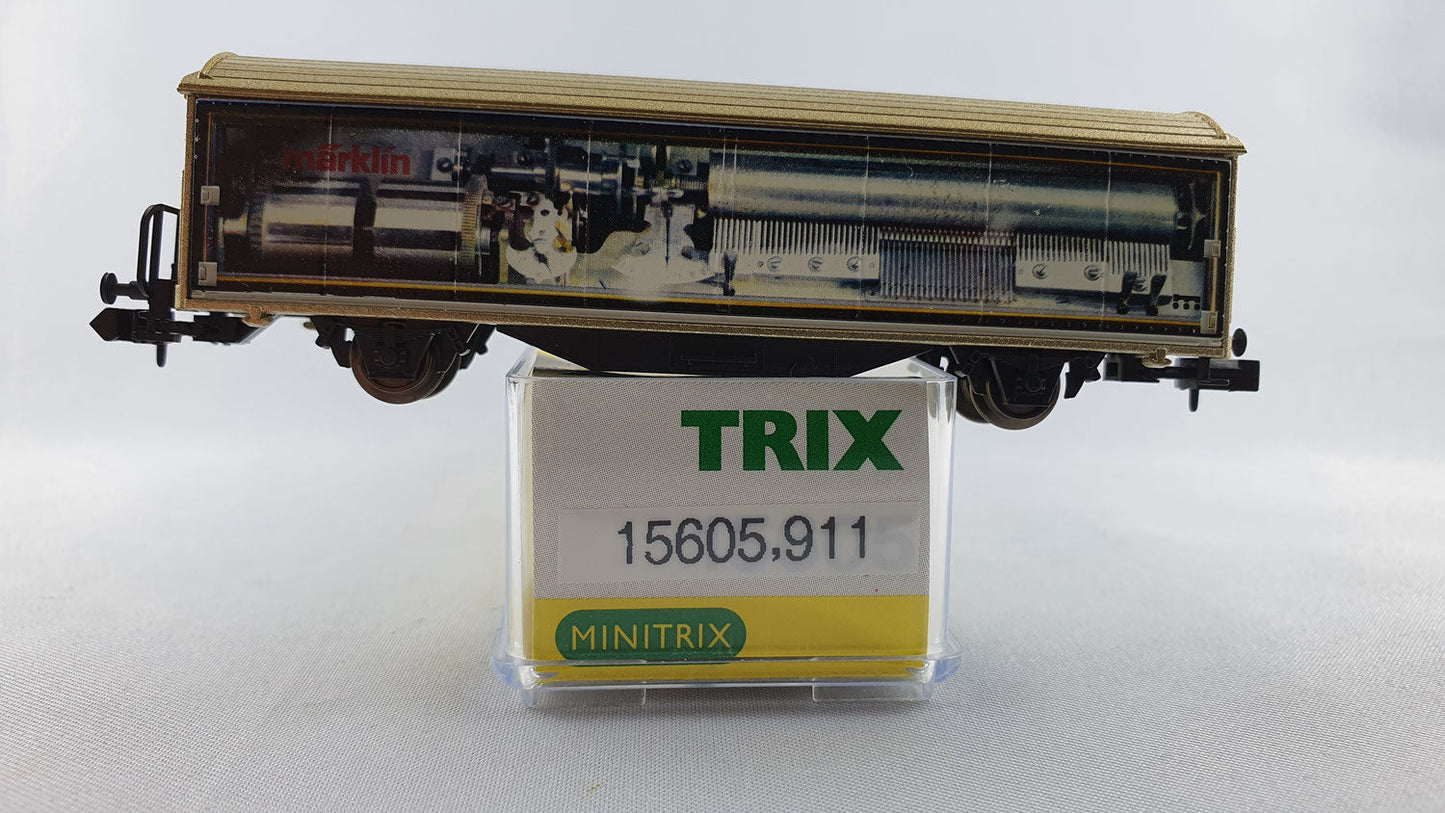 märklin
TRIX
15605,911
MINITRIX